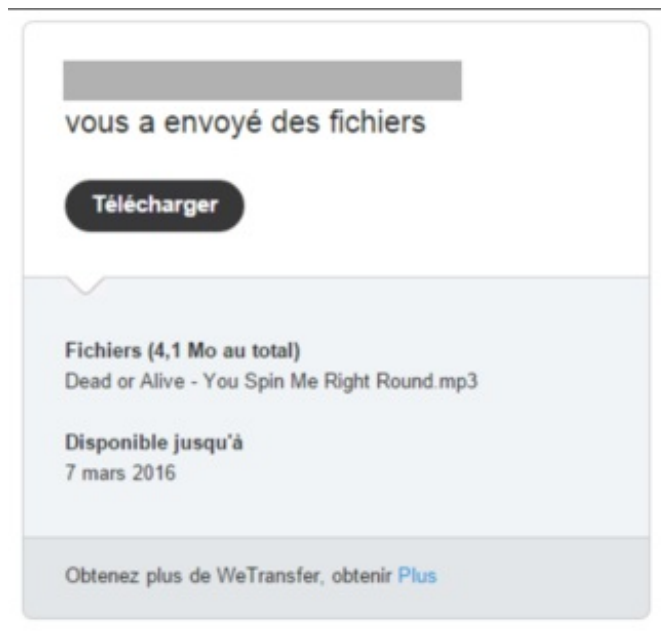 vous a envoyé des fichiers
Télécharger
Fichiers (4,1 Mo au total)
Dead or Alive - You Spin Me Right Round.mp3
Disponible jusqu'à
7 mars 2016
Obtenez plus de WeTransfer, obtenir Plus